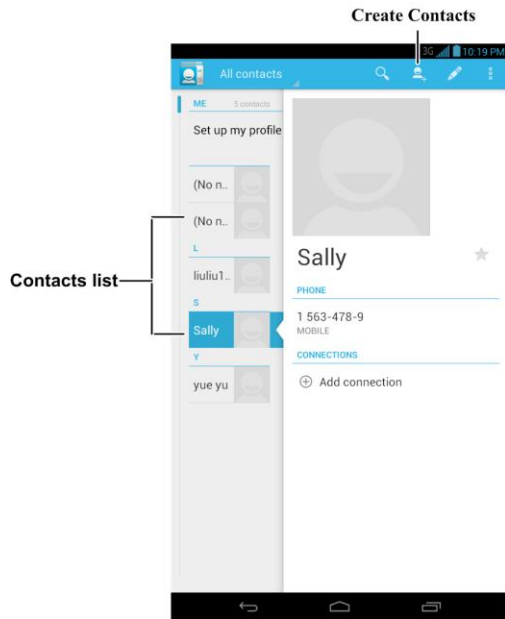 Create Contacts
3G 10:19 PM
All contacts
ME 5 contacts
Set up my profile
(No n..
(No n..
L
liuliu1..
S
Sally
Y
yue yu
Contacts list
Sally
PHONE
1 563-478-9
MOBILE
CONNECTIONS
Add connection